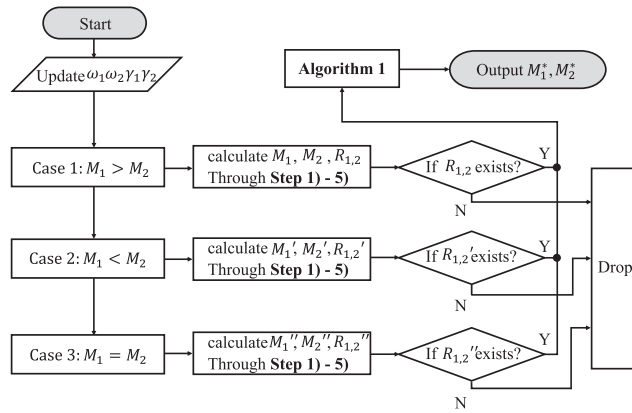 Start
Update ω₁ω₂γ₁γ₂
Algorithm 1
Output M₁*, M₂*
Case 1: M₁ > M₂
calculate M₁, M₂, R₁,₂
Through Step 1) - 5)
If R₁,₂ exists?
Y
N
Case 2: M₁ < M₂
calculate M₁′, M₂′, R₁,₂′
Through Step 1) - 5)
If R₁,₂′ exists?
Y
N
Drop
Case 3: M₁ = M₂
calculate M₁′′, M₂′′, R₁,₂′′
Through Step 1) - 5)
If R₁,₂′′ exists?
Y
N